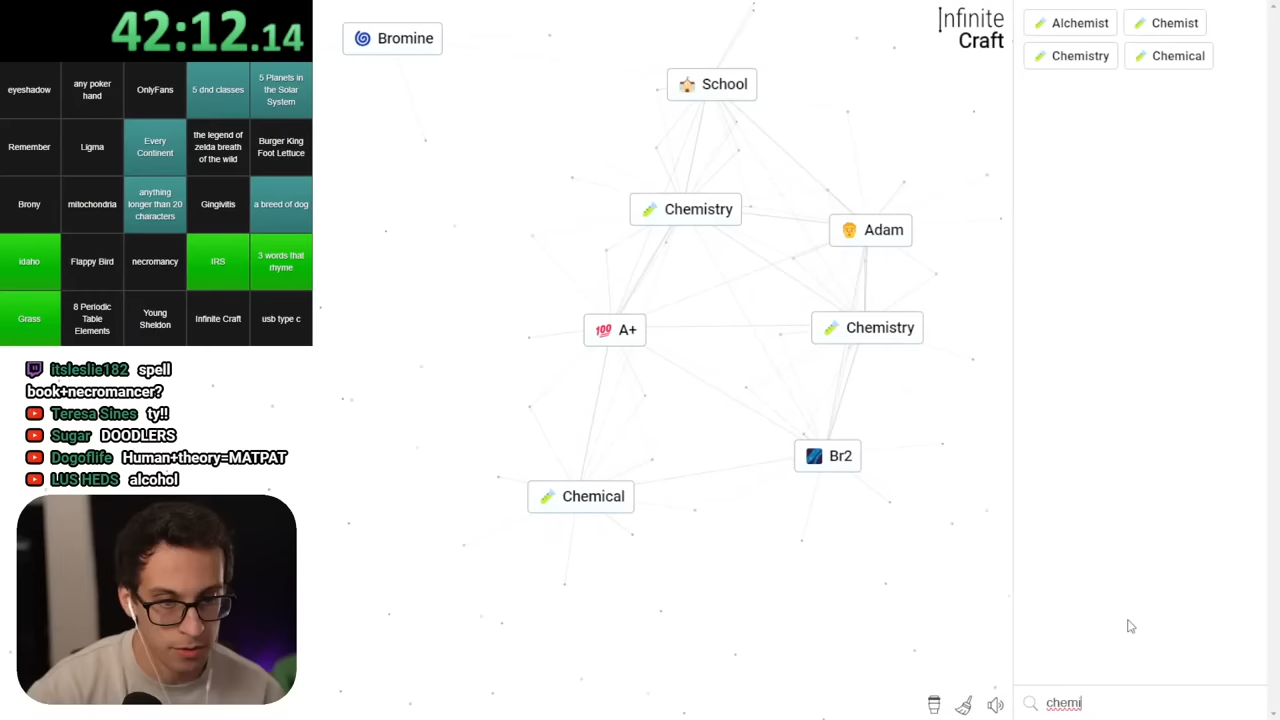 42:12.14
eyeshadow
any poker
hand
OnlyFans
5 dnd classes
5 Planets in
the Solar
System
Remember
Ligma
Every
Continent
the legend of
zelda breath
of the wild
Burger King
Foot Lettuce
Brony
mitochondria
anything
longer than 20
characters
Gingivitis
a breed of dog
idaho
Flappy Bird
necromancy
IRS
3 words that
rhyme
Grass
8 Periodic
Table
Elements
Young
Sheldon
Infinite Craft
usb type c
itsleslie182 spell
book+necromancer?
Teresa Sines ty!!
Sugar DOODLERS
Dogoflife Human+theory=MATPAT
LUS HEDS alcohol
Bromine
School
Chemistry
Adam
💯 A+
Chemistry
Br2
Chemical
Infinite
Craft
Alchemist
Chemist
Chemistry
Chemical
chemi